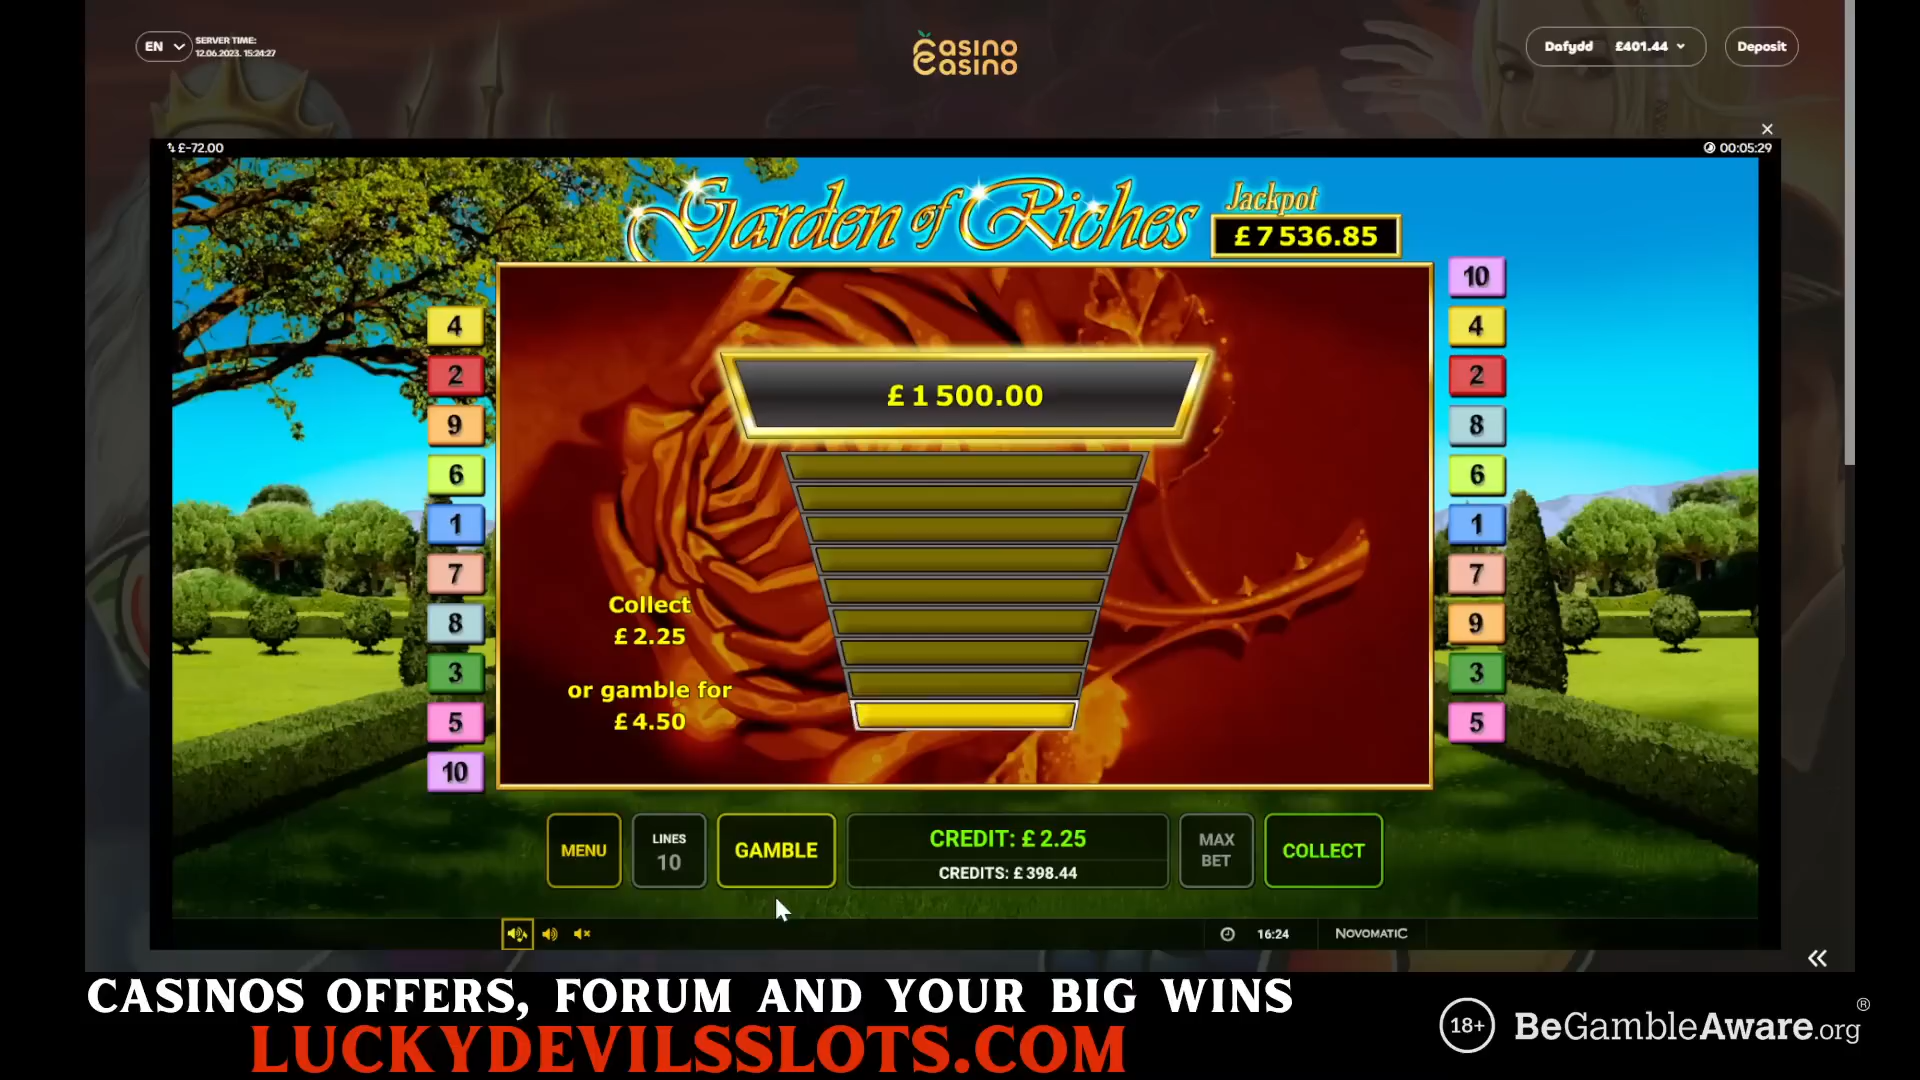 EN
SERVER TIME:
12.06.2023. 15:24:27
Casino
Casino
Dafydd £401.44
Deposit
£-72.00
00:05:29
Garden of Riches
Jackpot
£ 7 536.85
10
4
4
2
2
9
8
6
6
1
1
7
7
8
9
3
3
5
5
10
£ 1 500.00
Collect
£ 2.25
or gamble for
£ 4.50
MENU
LINES
10
GAMBLE
CREDIT: £ 2.25
CREDITS: £ 398.44
MAX
BET
COLLECT
16:24
NOVOMATIC
CASINOS OFFERS, FORUM AND YOUR BIG WINS
LUCKYDEVILSSLOTS.COM
18+
BeGambleAware.org®